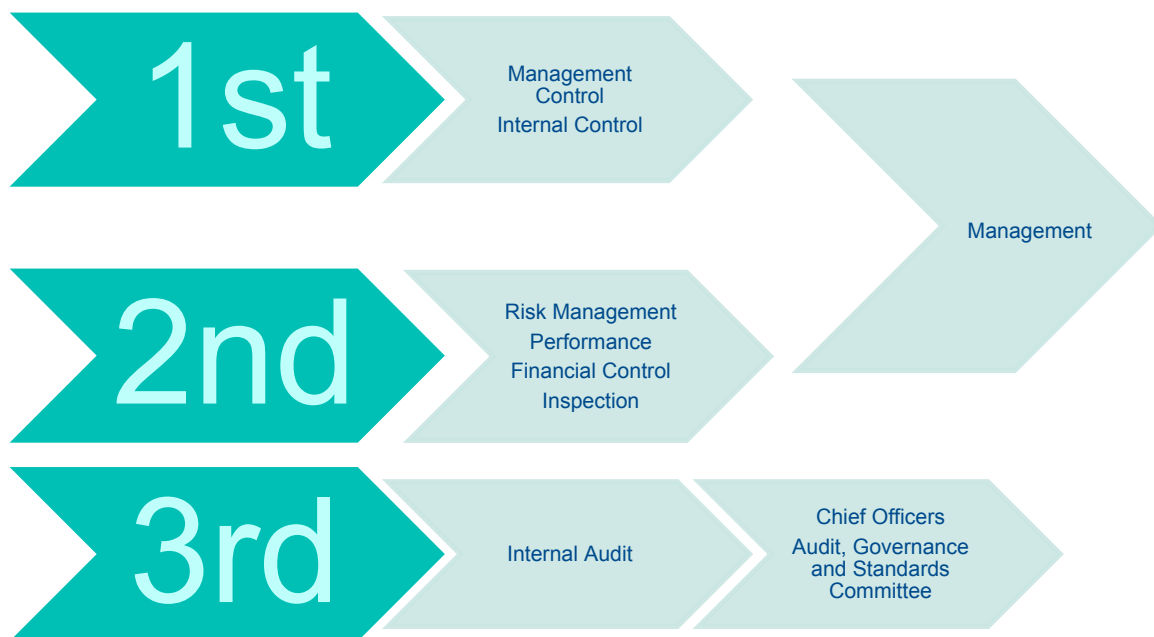 1st
Management
Control
Internal Control
Management
2nd
Risk Management
Performance
Financial Control
Inspection
3rd
Internal Audit
Chief Officers
Audit, Governance
and Standards
Committee